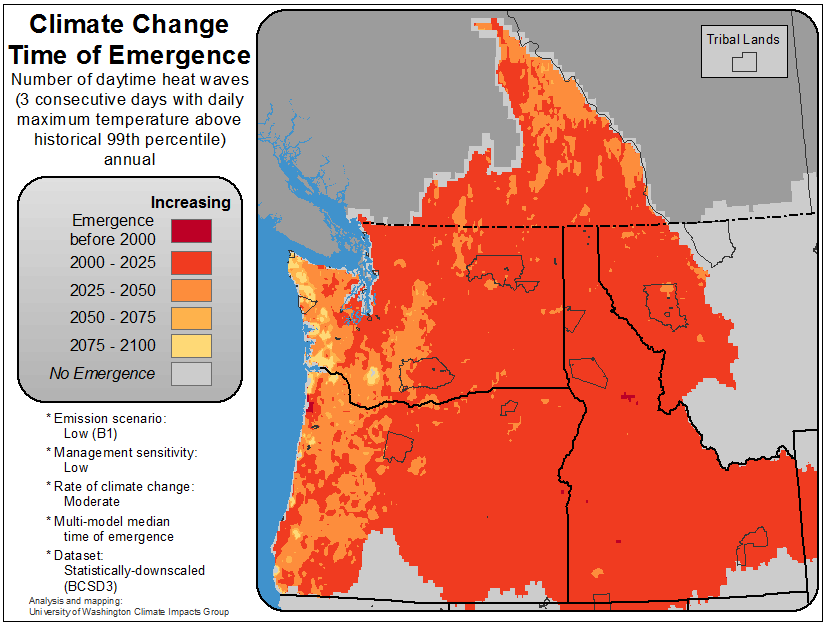 Climate Change
Time of Emergence
Number of daytime heat waves
(3 consecutive days with daily
maximum temperature above
historical 99th percentile)
annual
Increasing
Emergence
before 2000
2000 - 2025
2025 - 2050
2050 - 2075
2075 - 2100
No Emergence
* Emission scenario:
Low (B1)
* Management sensitivity:
Low
* Rate of climate change:
Moderate
* Multi-model median
time of emergence
* Dataset:
Statistically-downscaled
(BCSD3)
Analysis and mapping:
University of Washington Climate Impacts Group
Tribal Lands